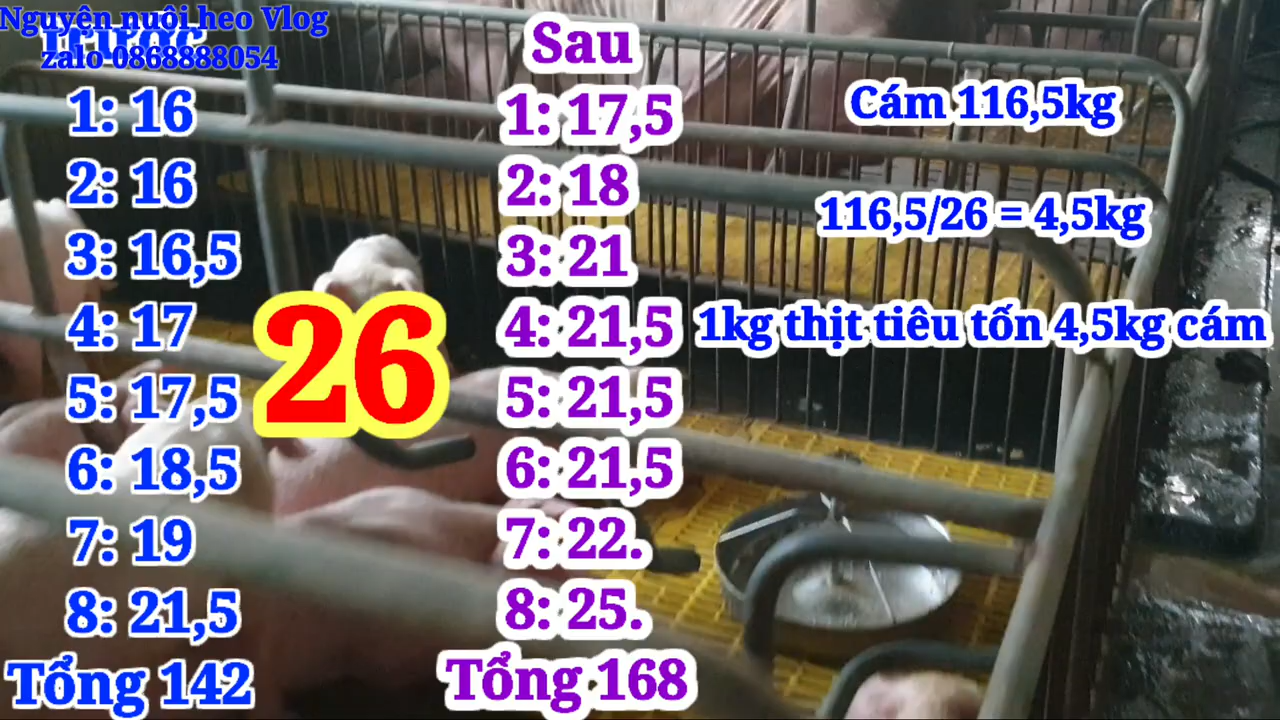 Nguyện nuôi heo Vlog
zalo 0868888054
Trước
1: 16
2: 16
3: 16,5
4: 17
5: 17,5
6: 18,5
7: 19
8: 21,5
Tổng 142
26
Sau
1: 17,5
2: 18
3: 21
4: 21,5
5: 21,5
6: 21,5
7: 22.
8: 25.
Tổng 168
Cám 116,5kg
116,5/26 = 4,5kg
1kg thịt tiêu tốn 4,5kg cám